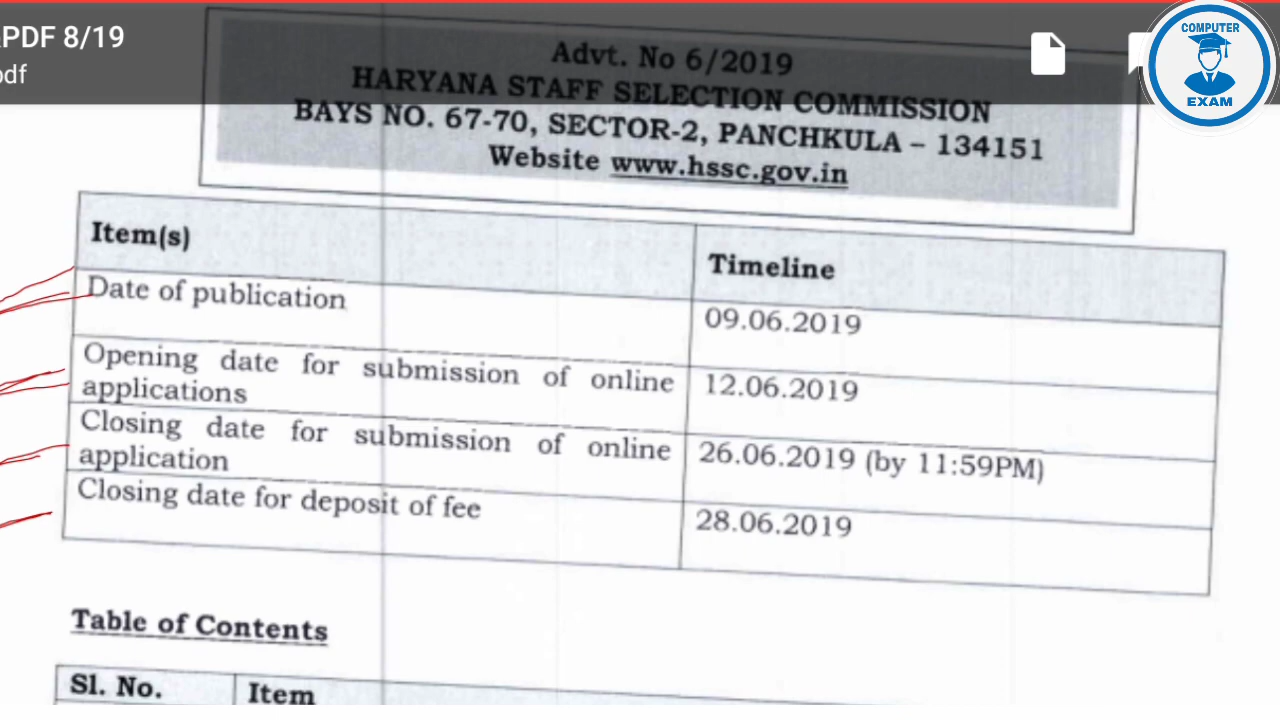 .PDF 8/19
pdf
COMPUTER
EXAM
Advt. No 6/2019
HARYANA STAFF SELECTION COMMISSION
BAYS NO. 67-70, SECTOR-2, PANCHKULA – 134151
Website www.hssc.gov.in
Item(s)
Timeline
Date of publication
09.06.2019
Opening date for submission of online
applications
12.06.2019
Closing date for submission of online
application
26.06.2019 (by 11:59PM)
Closing date for deposit of fee
28.06.2019
Table of Contents
Sl. No.
Item